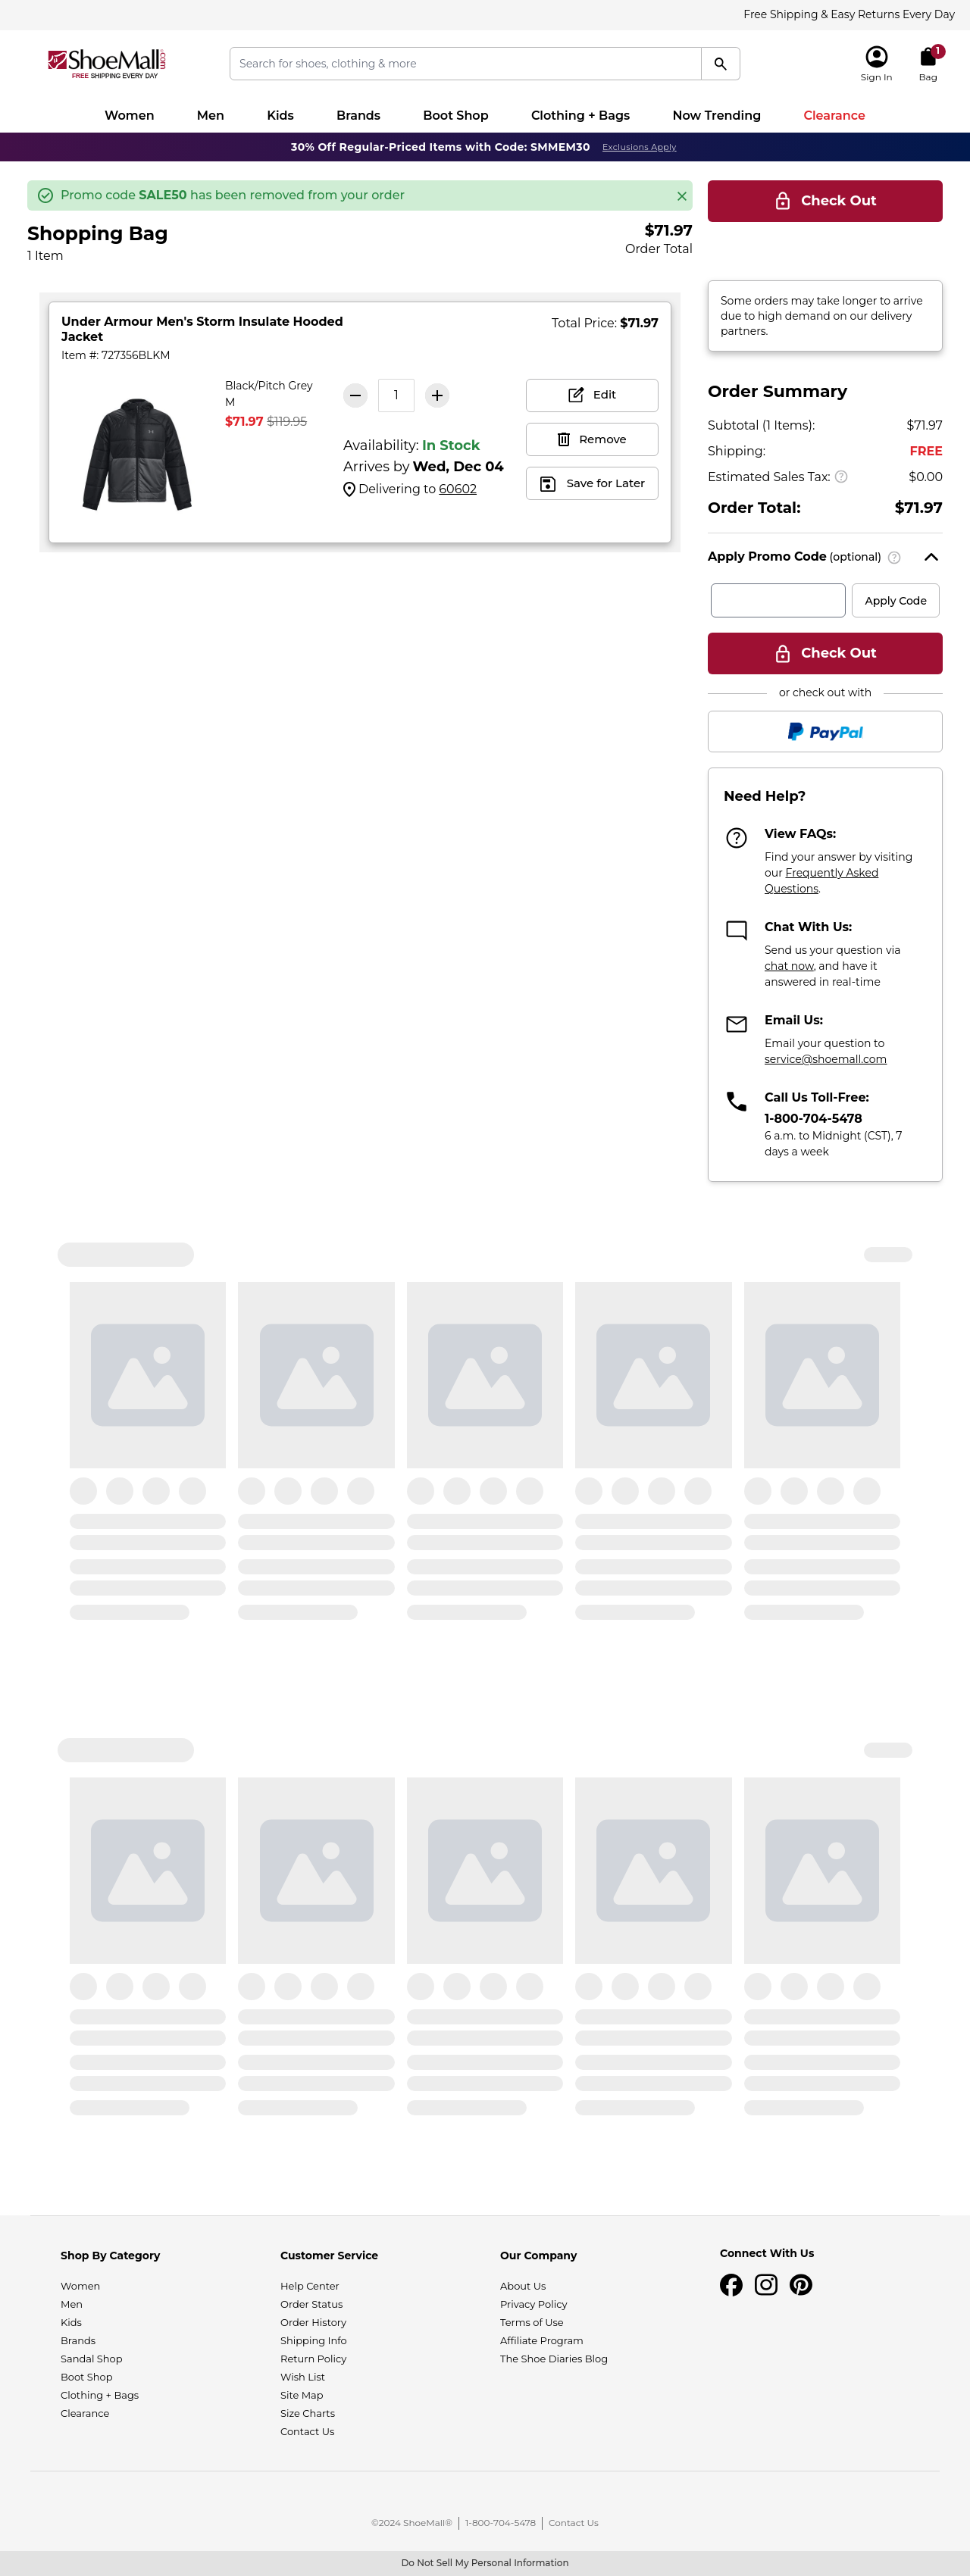 Free Shipping & Easy Returns Every Day
ShoeMall.com
FREE SHIPPING EVERY DAY
Search for shoes, clothing & more
Sign In
1
Bag
Women Men Kids Brands Boot Shop Clothing + Bags Now Trending Clearance
30% Off Regular-Priced Items with Code: SMMEM30 Exclusions Apply
Promo code SALE50 has been removed from your order
Shopping Bag
1 Item
$71.97
Order Total
Under Armour Men's Storm Insulate Hooded
Jacket
Item #: 727356BLKM
Total Price: $71.97
Black/Pitch Grey
M
$71.97 $119.95
1
Availability: In Stock
Arrives by Wed, Dec 04
Delivering to 60602
Edit
Remove
Save for Later
Check Out
Some orders may take longer to arrive
due to high demand on our delivery
partners.
Order Summary
Subtotal (1 Items): $71.97
Shipping: FREE
Estimated Sales Tax: $0.00
Order Total: $71.97
Apply Promo Code (optional)
Apply Code
Check Out
or check out with
PayPal
Need Help?
View FAQs:
Find your answer by visiting
our Frequently Asked
Questions.
Chat With Us:
Send us your question via
chat now, and have it
answered in real-time
Email Us:
Email your question to
service@shoemall.com
Call Us Toll-Free:
1-800-704-5478
6 a.m. to Midnight (CST), 7
days a week
Shop By Category
Women
Men
Kids
Brands
Sandal Shop
Boot Shop
Clothing + Bags
Clearance
Customer Service
Help Center
Order Status
Order History
Shipping Info
Return Policy
Wish List
Site Map
Size Charts
Contact Us
Our Company
About Us
Privacy Policy
Terms of Use
Affiliate Program
The Shoe Diaries Blog
Connect With Us
©2024 ShoeMall® 1-800-704-5478 Contact Us
Do Not Sell My Personal Information